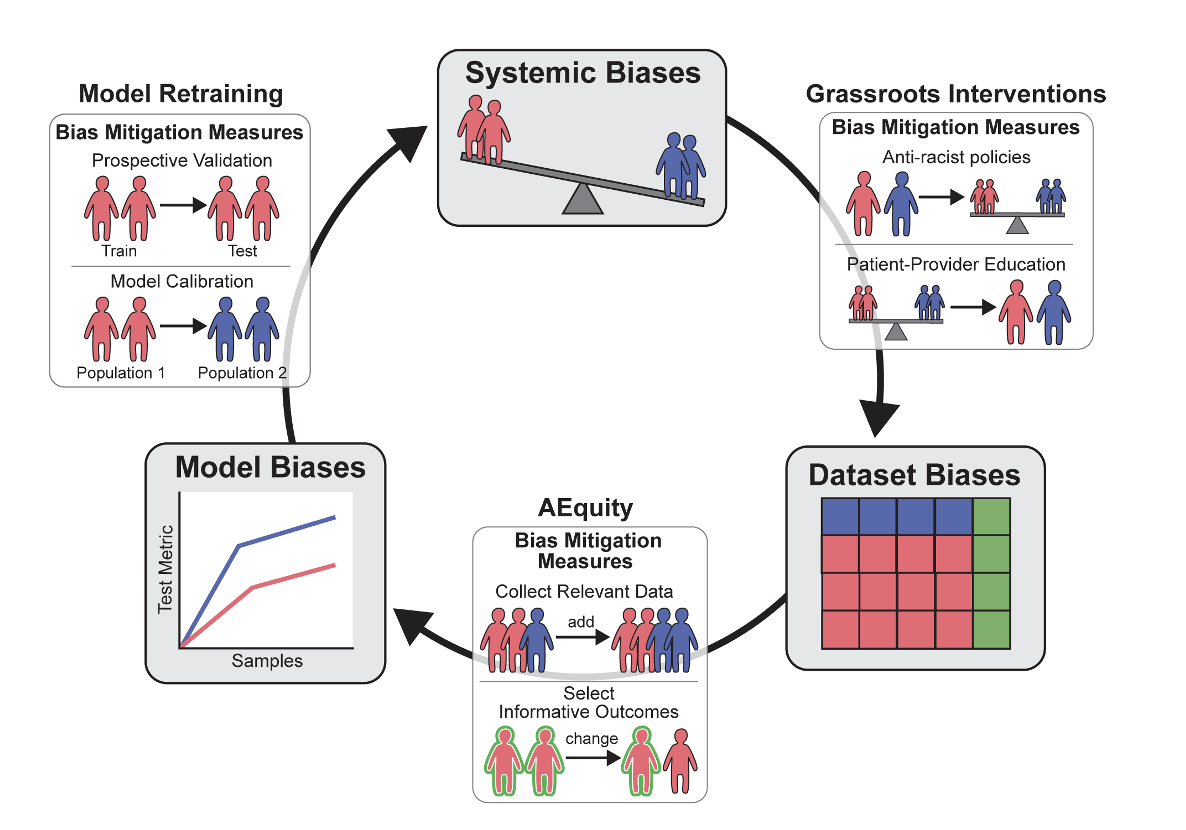 Systemic Biases
Model Retraining
Bias Mitigation Measures
Prospective Validation
Train
Test
Model Calibration
Population 1
Population 2
Grassroots Interventions
Bias Mitigation Measures
Anti-racist policies
Patient-Provider Education
Model Biases
Test Metric
Samples
AEquity
Bias Mitigation
Measures
Collect Relevant Data
add
Select
Informative Outcomes
change
Dataset Biases